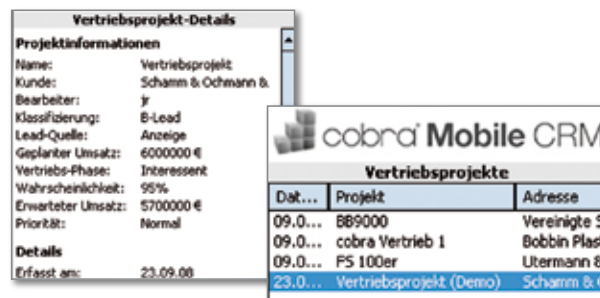 Vertriebsprojekt-Details
Projektinformationen
Name: Vertriebsprojekt
Kunde: Schamm & Ochmann &
Bearbeiter: jr
Klassifizierung: B-Lead
Lead-Quelle: Anzeige
Geplanter Umsatz: 6000000 €
Vertriebs-Phase: Interessent
Wahrscheinlichkeit: 95%
Erwarteter Umsatz: 5700000 €
Priorität: Normal
Details
Erfasst am: 23.09.08
cobra Mobile CRM
Vertriebsprojekte
Dat... Projekt Adresse
09.0... BB9000 Vereinigte S
09.0... cobra Vertrieb 1 Bobbin Plast
09.0... FS 100er Utermann &
23.0... Vertriebsprojekt (Demo) Schamm &